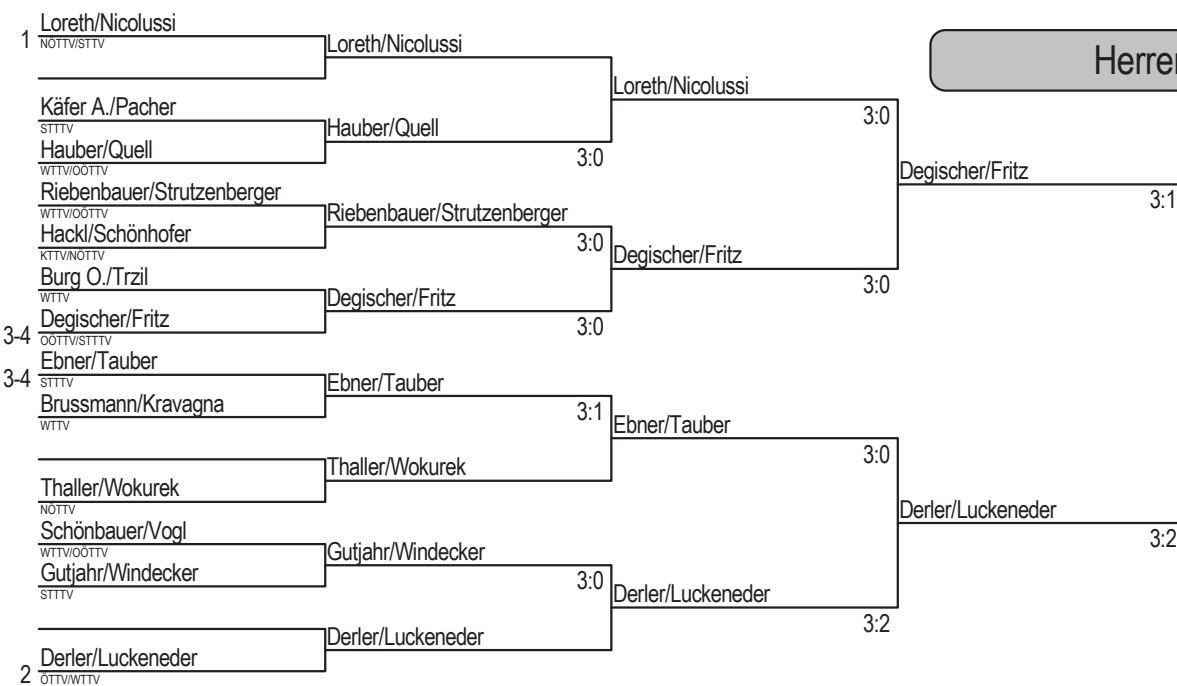 Herren
1 Loreth/Nicolussi
NÖTTV/STTV
Käfer A./Pacher
STTTV
Hauber/Quell
WTTV/OÖTTV
Riebenbauer/Strutzenberger
WTTV/OÖTTV
Hackl/Schönhofer
KTTV/NÖTTV
Burg O./Trzil
WTTV
3-4 Degischer/Fritz
OÖTTV/STTTV
3-4 Ebner/Tauber
STTTV
Brussmann/Kravagna
WTTV
Thaller/Wokurek
NÖTTV
Schönbauer/Vogl
WTTV/OÖTTV
Gutjahr/Windecker
STTTV
2 Derler/Luckeneder
ÖTTV/WTTV
Loreth/Nicolussi
Hauber/Quell
3:0
Riebenbauer/Strutzenberger
3:0
Degischer/Fritz
3:0
Ebner/Tauber
3:1
Thaller/Wokurek
Gutjahr/Windecker
3:0
Derler/Luckeneder
Loreth/Nicolussi
3:0
Degischer/Fritz
3:0
Ebner/Tauber
3:0
Derler/Luckeneder
3:2
Degischer/Fritz
3:1
Derler/Luckeneder
3:2